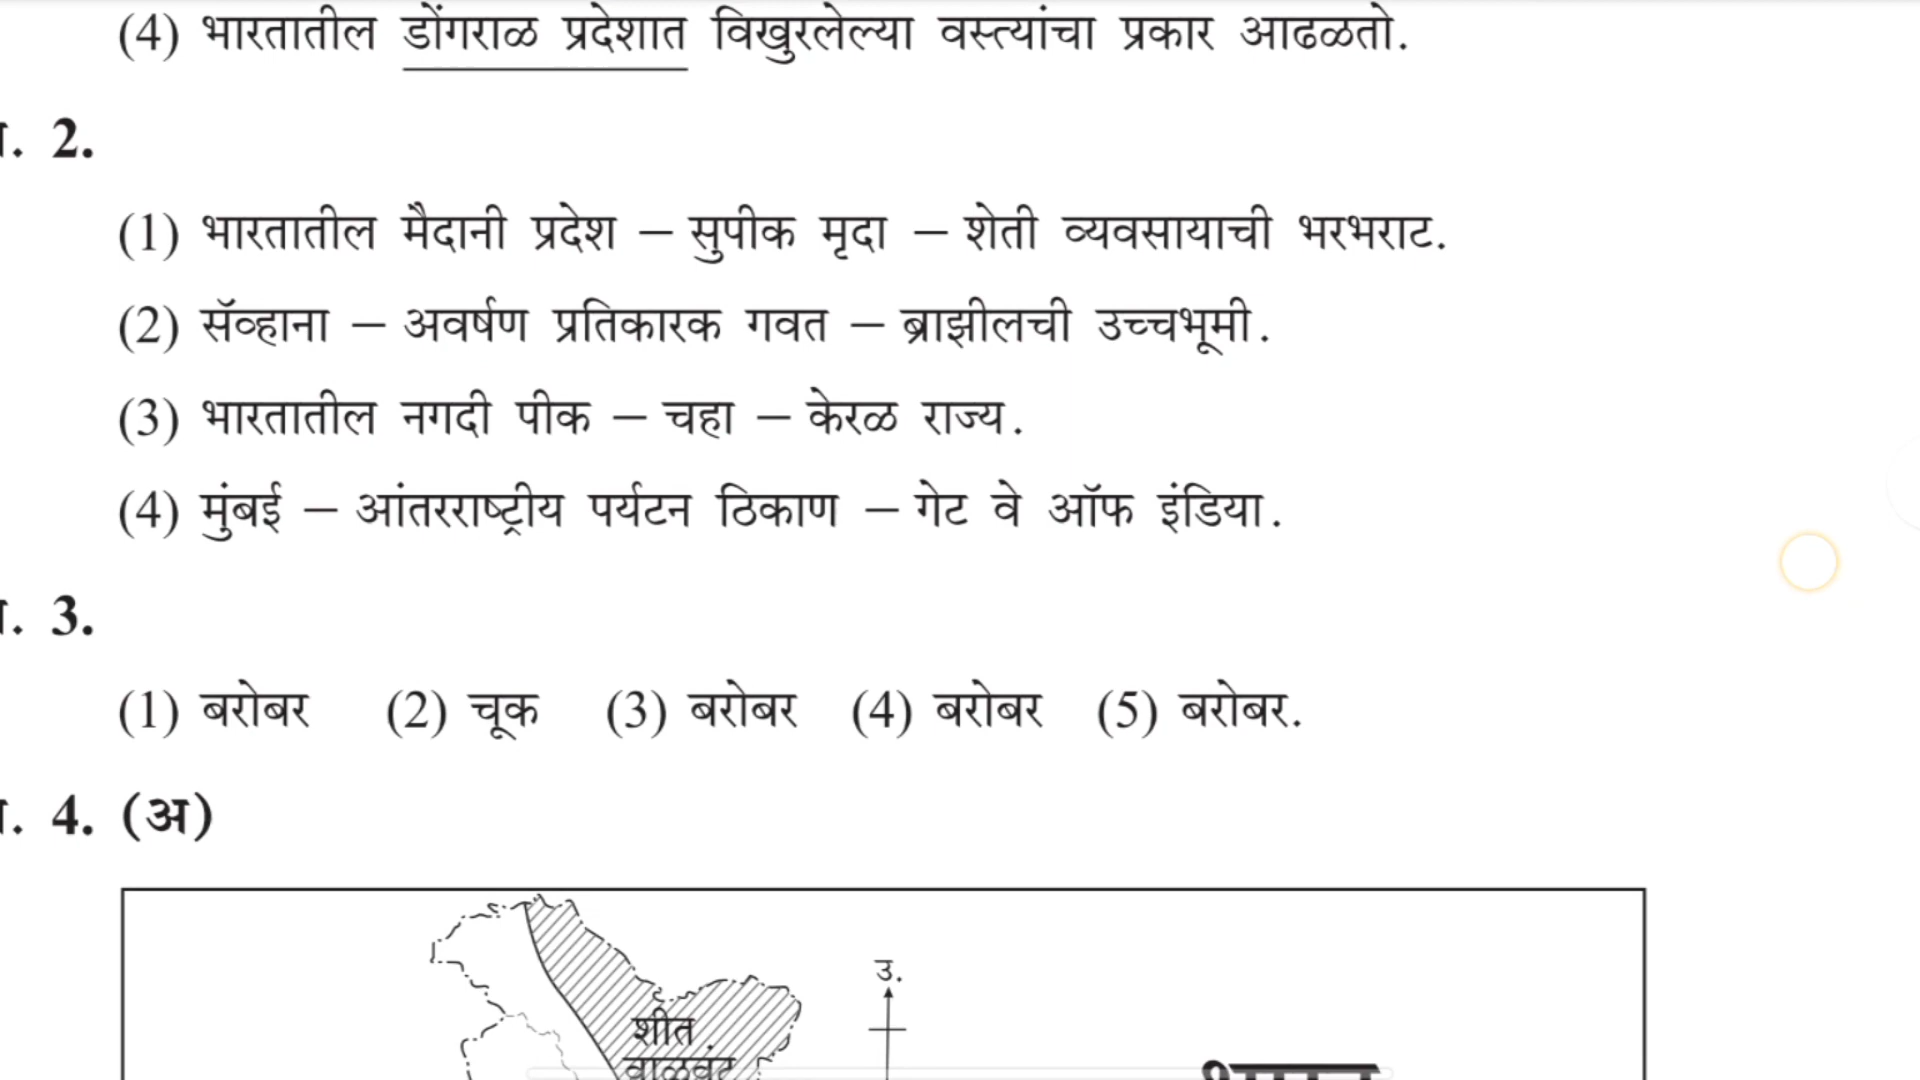 (4) भारतातील डोंगराळ प्रदेशात विखुरलेल्या वस्त्यांचा प्रकार आढळतो.
. 2.
(1) भारतातील मैदानी प्रदेश – सुपीक मृदा – शेती व्यवसायाची भरभराट.
(2) सॅव्हाना – अवर्षण प्रतिकारक गवत – ब्राझीलची उच्चभूमी.
(3) भारतातील नगदी पीक – चहा – केरळ राज्य.
(4) मुंबई – आंतरराष्ट्रीय पर्यटन ठिकाण – गेट वे ऑफ इंडिया.
. 3.
(1) बरोबर (2) चूक (3) बरोबर (4) बरोबर (5) बरोबर.
. 4. (अ)
उ.
शीत
वाळवंट